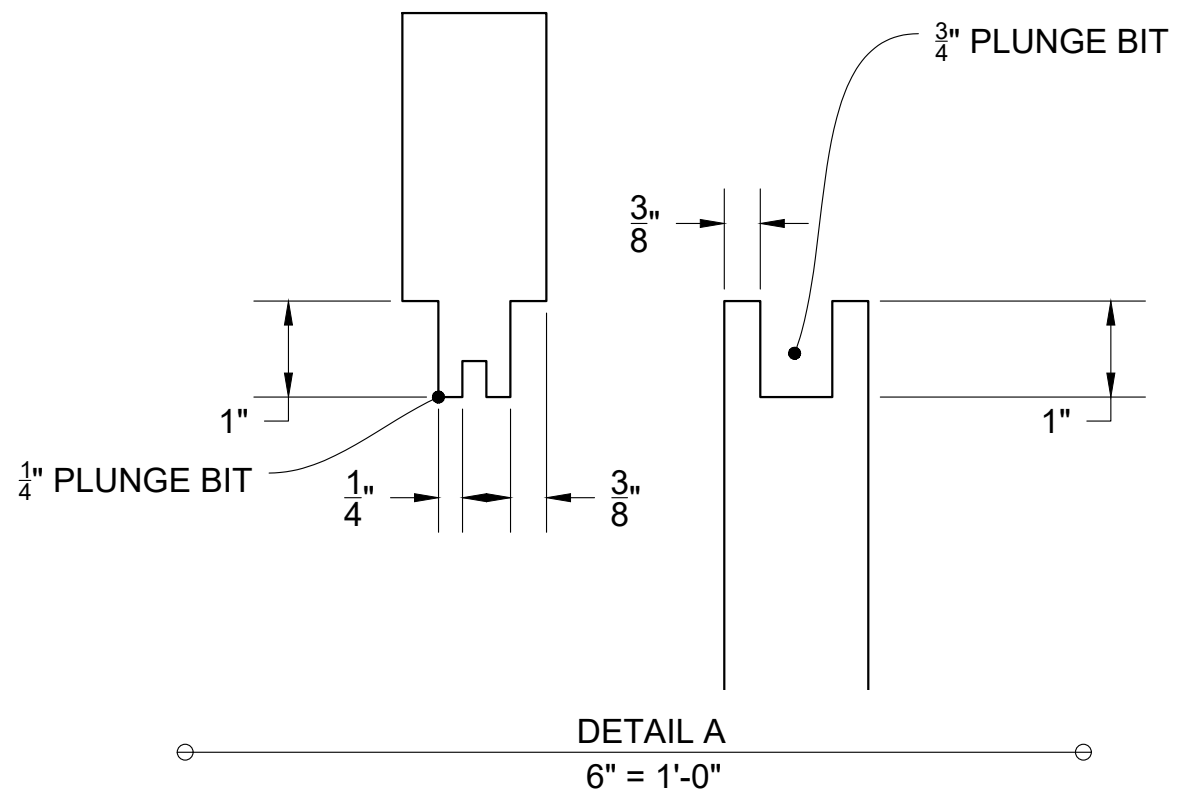 3/4" PLUNGE BIT
3/8"
1"
1"
1/4" PLUNGE BIT
1/4"
3/8"
DETAIL A
6" = 1'-0"